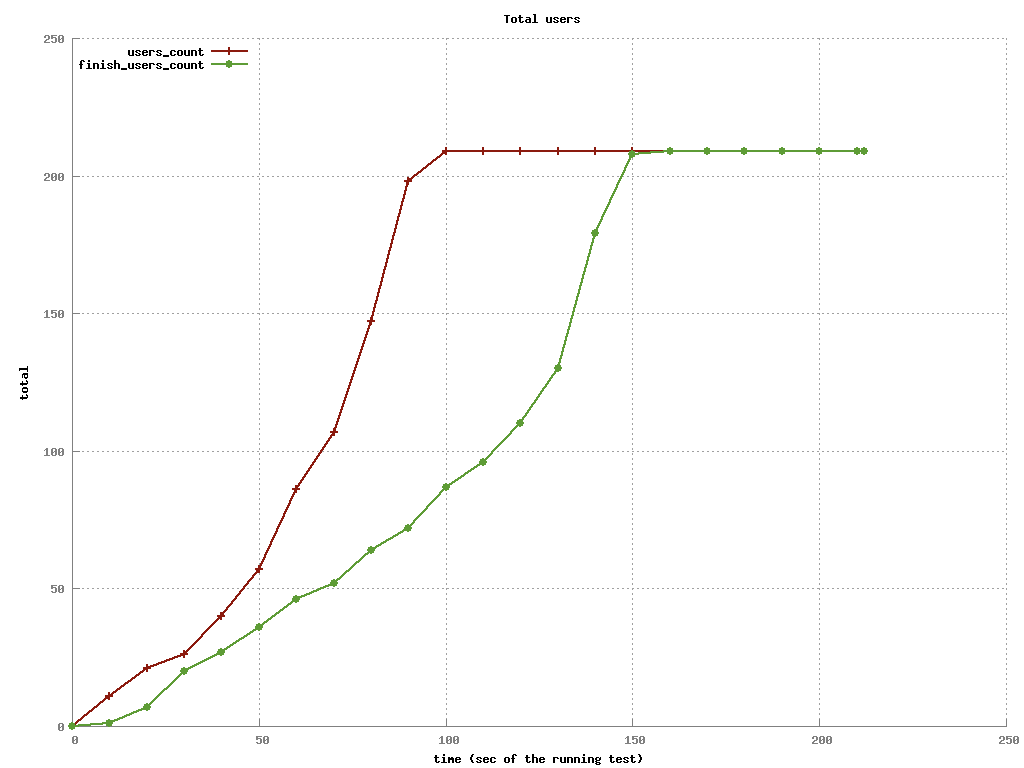 Total users
250
users_count
finish_users_count
200
150
total
100
50
0
0 50 100 150 200 250
time (sec of the running test)